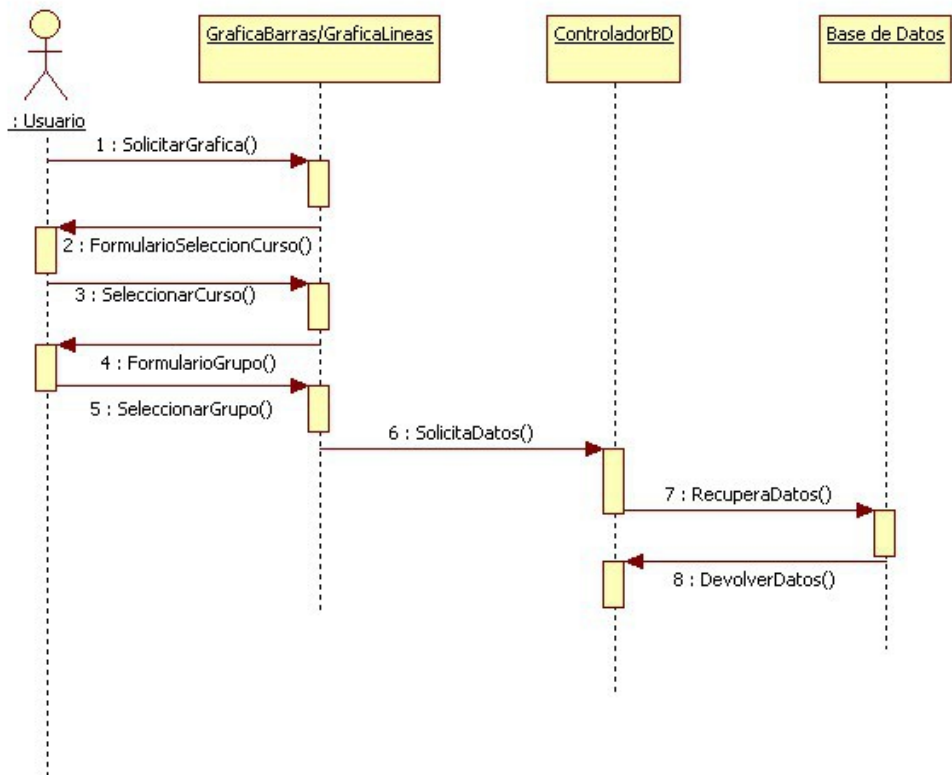 GraficaBarras/GraficaLineas
ControladorBD
Base de Datos
: Usuario
1 : SolicitarGrafica()
2 : FormularioSeleccionCurso()
3 : SeleccionarCurso()
4 : FormularioGrupo()
5 : SeleccionarGrupo()
6 : SolicitaDatos()
7 : RecuperaDatos()
8 : DevolverDatos()